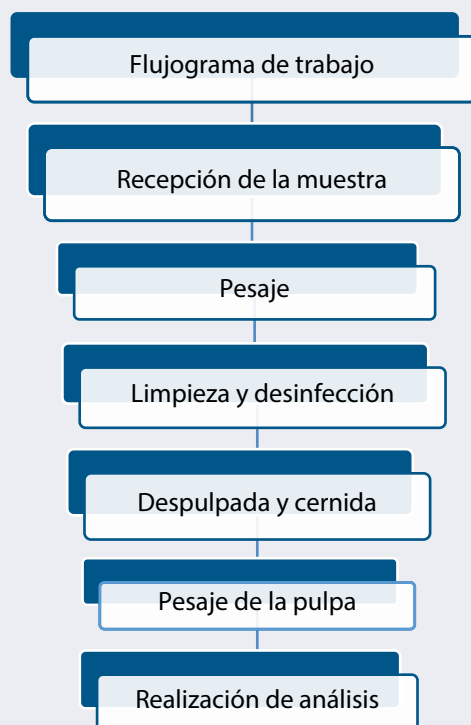 Flujograma de trabajo
Recepción de la muestra
Pesaje
Limpieza y desinfección
Despulpada y cernida
Pesaje de la pulpa
Realización de análisis